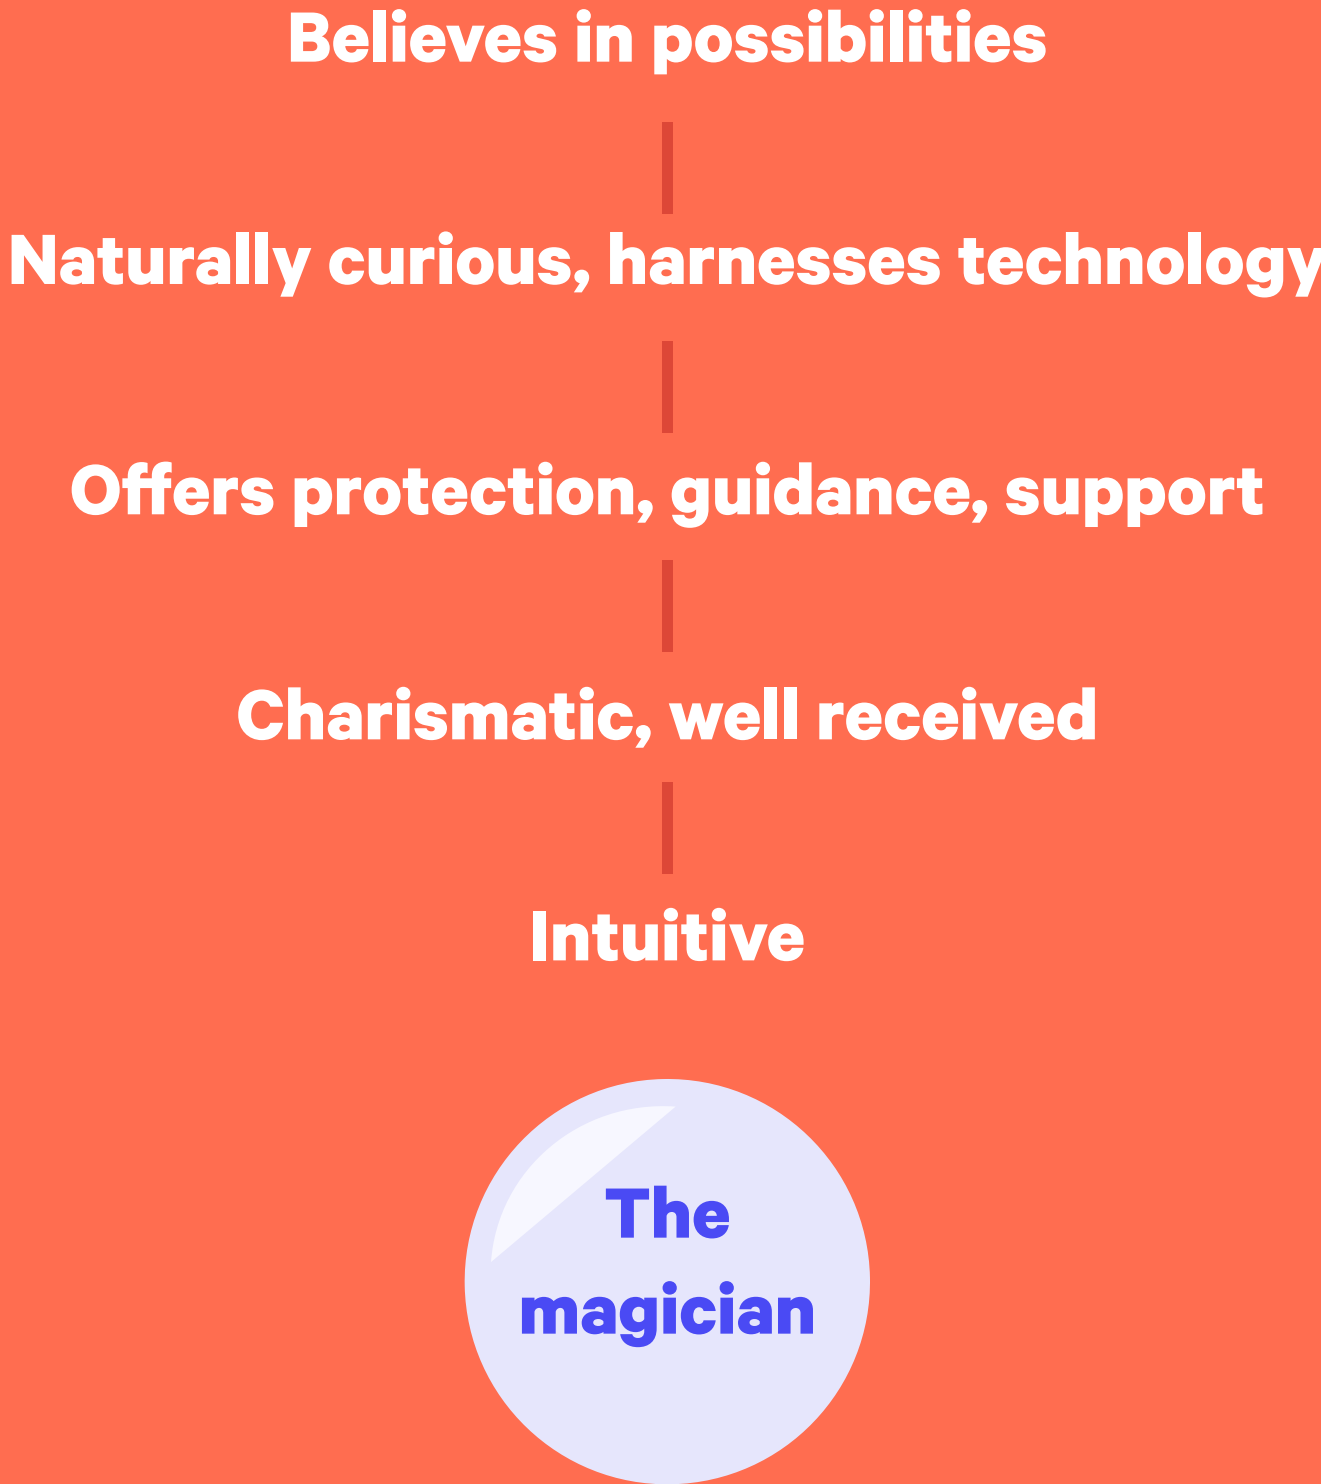 Believes in possibilities
Naturally curious, harnesses technology
Offers protection, guidance, support
Charismatic, well received
Intuitive
The
magician